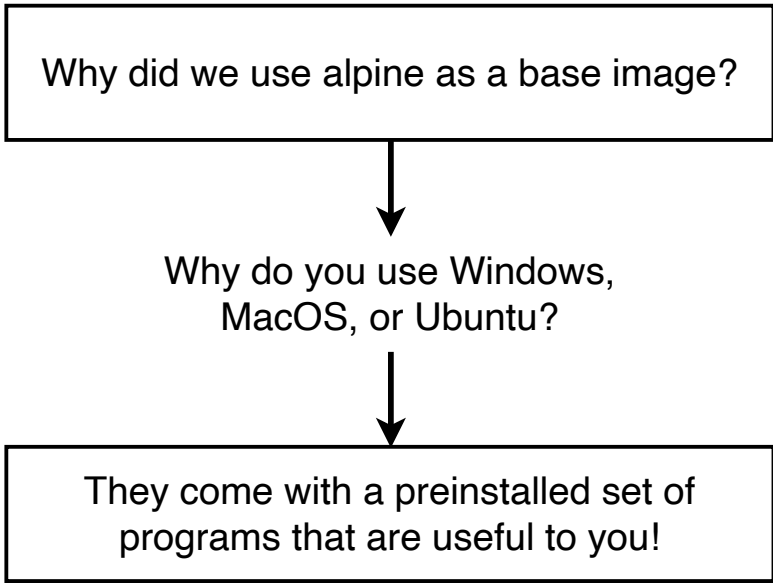 Why did we use alpine as a base image?
Why do you use Windows,
MacOS, or Ubuntu?
They come with a preinstalled set of
programs that are useful to you!